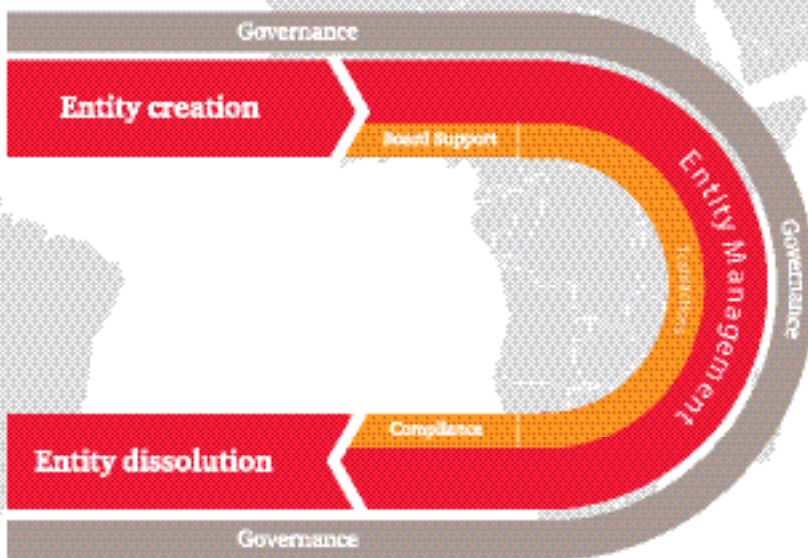 Governance
Entity creation
Board Support
Entity Management
Governance
Compliance
Entity dissolution
Governance